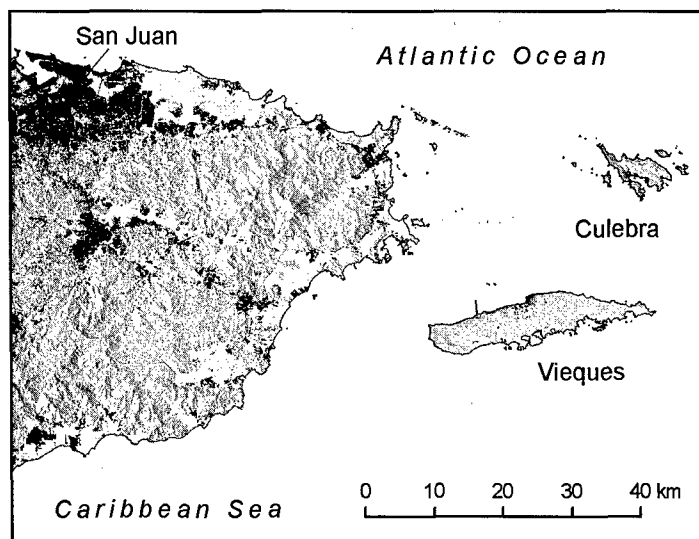 San Juan
Atlantic Ocean
Culebra
Vieques
0 10 20 30 40 km
Caribbean Sea